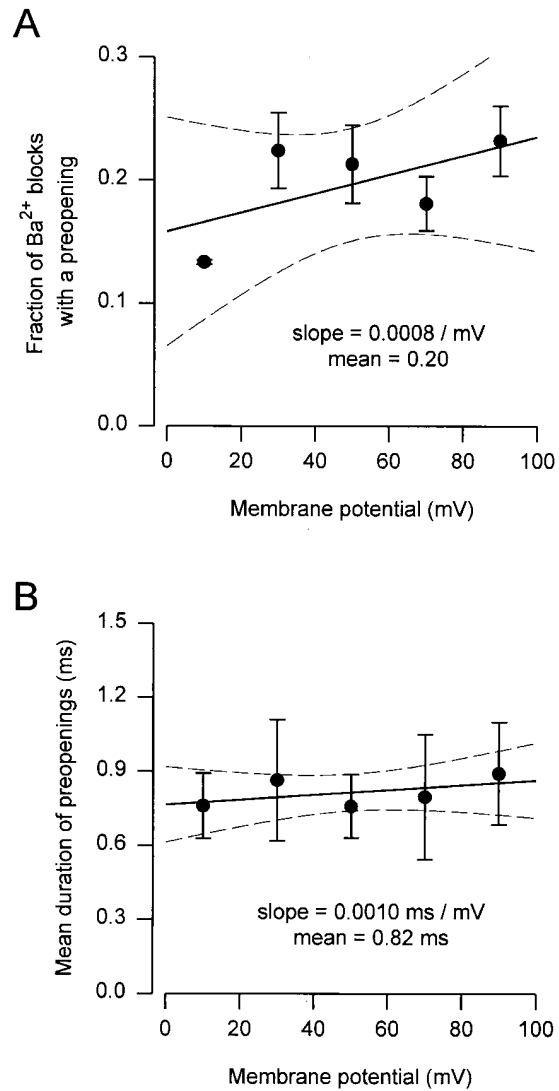 A
0.3
0.2
0.1
0.0
Fraction of Ba2+ blocks
with a preopening
slope = 0.0008 / mV
mean = 0.20
0 20 40 60 80 100
Membrane potential (mV)
B
1.5
1.2
0.9
0.6
0.3
0.0
Mean duration of preopenings (ms)
slope = 0.0010 ms / mV
mean = 0.82 ms
0 20 40 60 80 100
Membrane potential (mV)